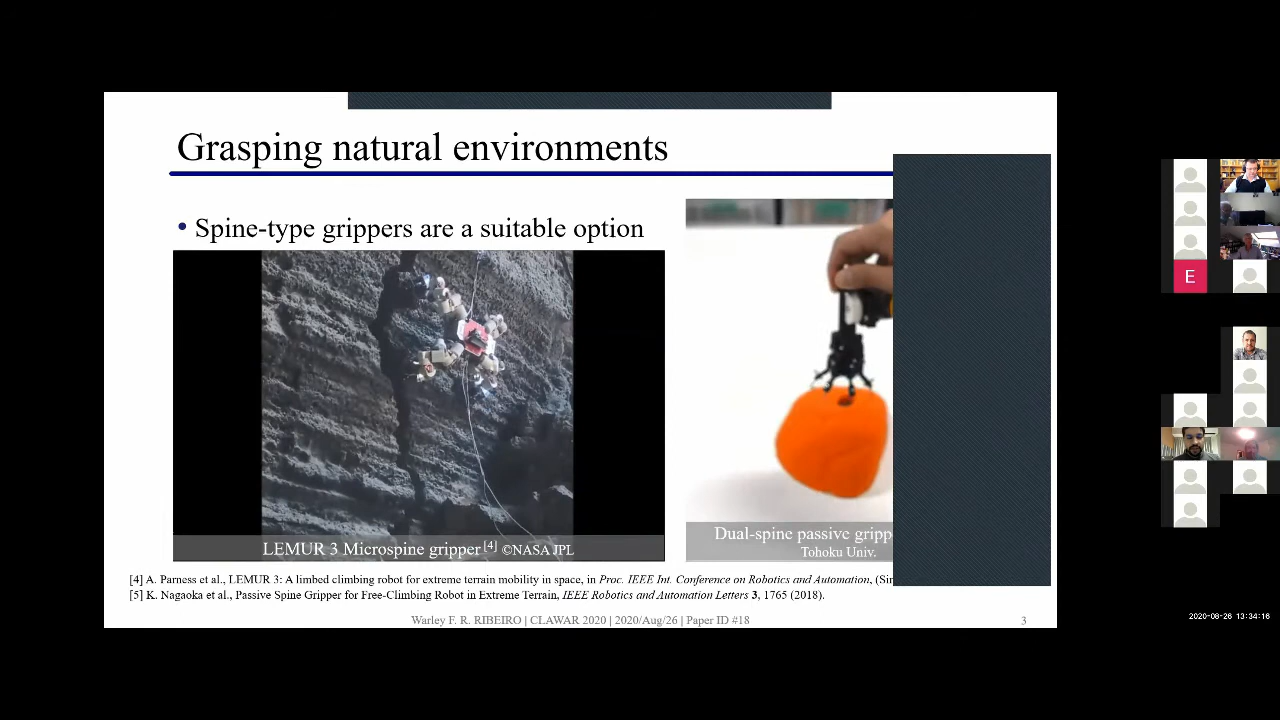 Grasping natural environments
• Spine-type grippers are a suitable option
LEMUR 3 Microspine gripper [4] ©NASA JPL
Dual-spine passive gripp
Tohoku Univ.
[4] A. Parness et al., LEMUR 3: A limbed climbing robot for extreme terrain mobility in space, in Proc. IEEE Int. Conference on Robotics and Automation, (Sin
[5] K. Nagaoka et al., Passive Spine Gripper for Free-Climbing Robot in Extreme Terrain, IEEE Robotics and Automation Letters 3, 1765 (2018).
Warley F. R. RIBEIRO | CLAWAR 2020 | 2020/Aug/26 | Paper ID #18
3
E
2020-08-26 13:34:16